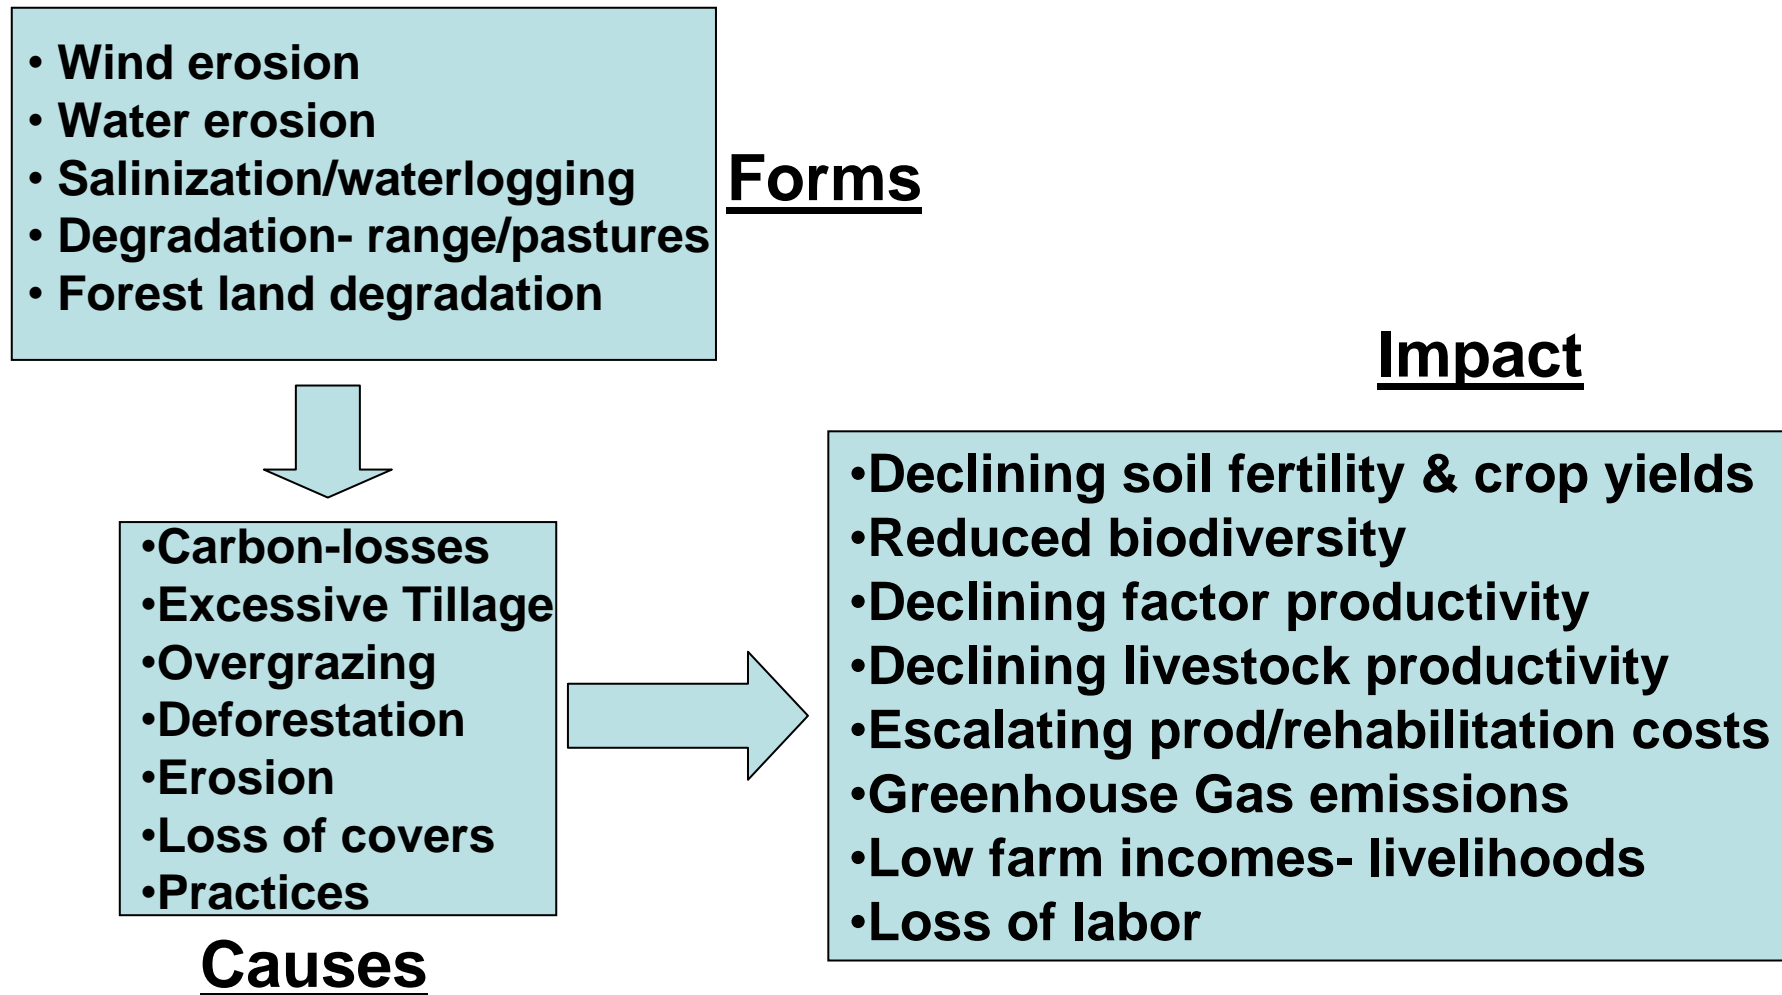 • Wind erosion
• Water erosion
• Salinization/waterlogging
• Degradation- range/pastures
• Forest land degradation
Forms
•Carbon-losses
•Excessive Tillage
•Overgrazing
•Deforestation
•Erosion
•Loss of covers
•Practices
Causes
Impact
•Declining soil fertility & crop yields
•Reduced biodiversity
•Declining factor productivity
•Declining livestock productivity
•Escalating prod/rehabilitation costs
•Greenhouse Gas emissions
•Low farm incomes- livelihoods
•Loss of labor